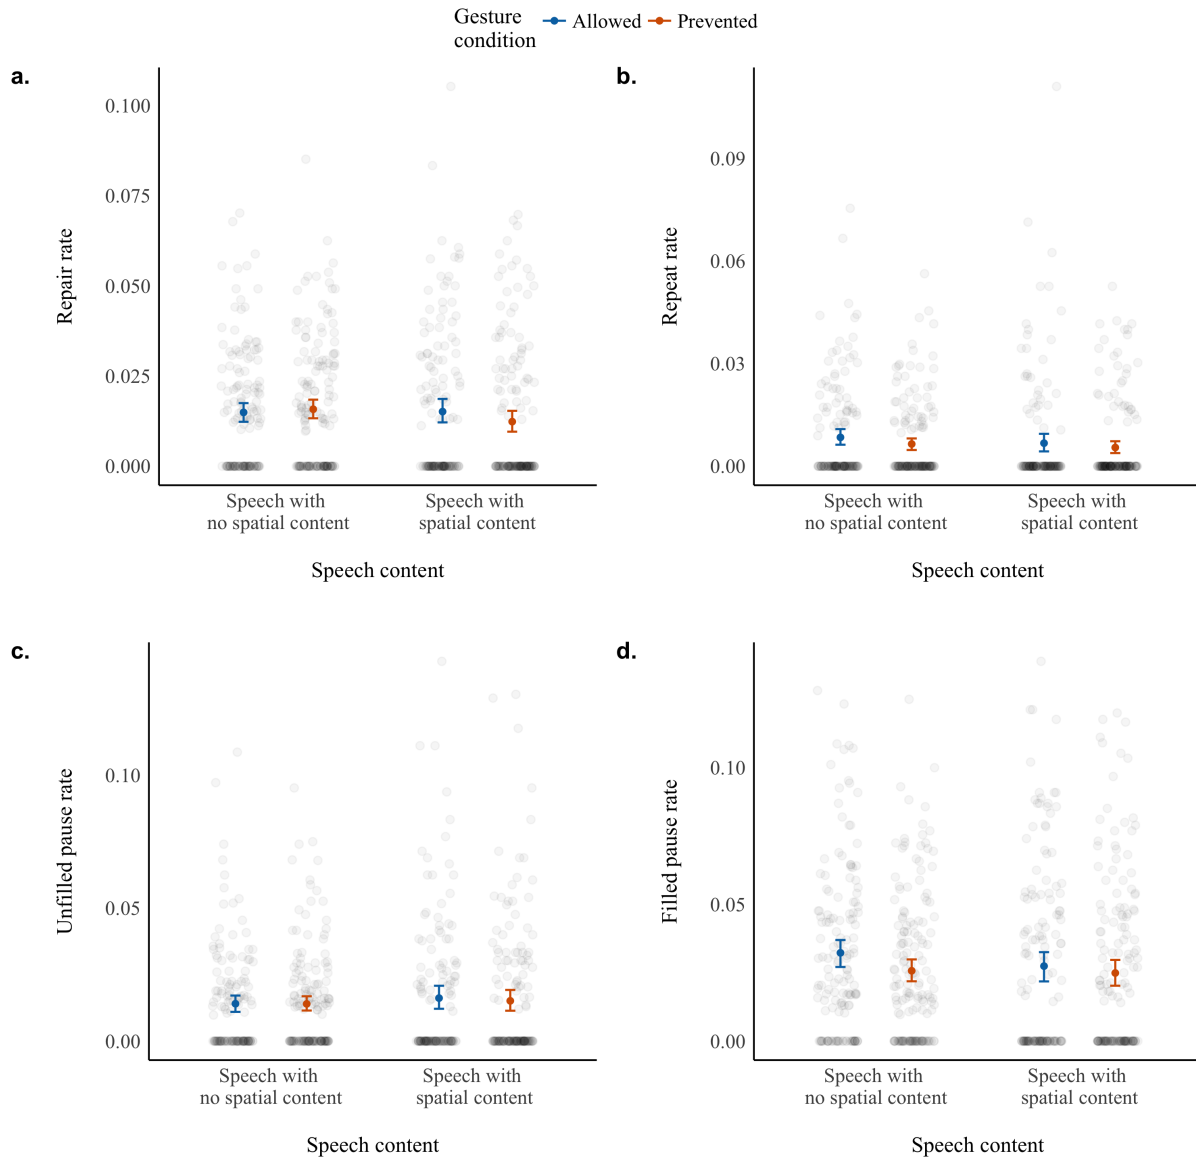 Gesture
condition
Allowed
Prevented
a.
Repair rate
0.100
0.075
0.050
0.025
0.000
Speech with
no spatial content
Speech with
spatial content
Speech content
b.
Repeat rate
0.09
0.06
0.03
0.00
Speech with
no spatial content
Speech with
spatial content
Speech content
c.
Unfilled pause rate
0.10
0.05
0.00
Speech with
no spatial content
Speech with
spatial content
Speech content
d.
Filled pause rate
0.10
0.05
0.00
Speech with
no spatial content
Speech with
spatial content
Speech content